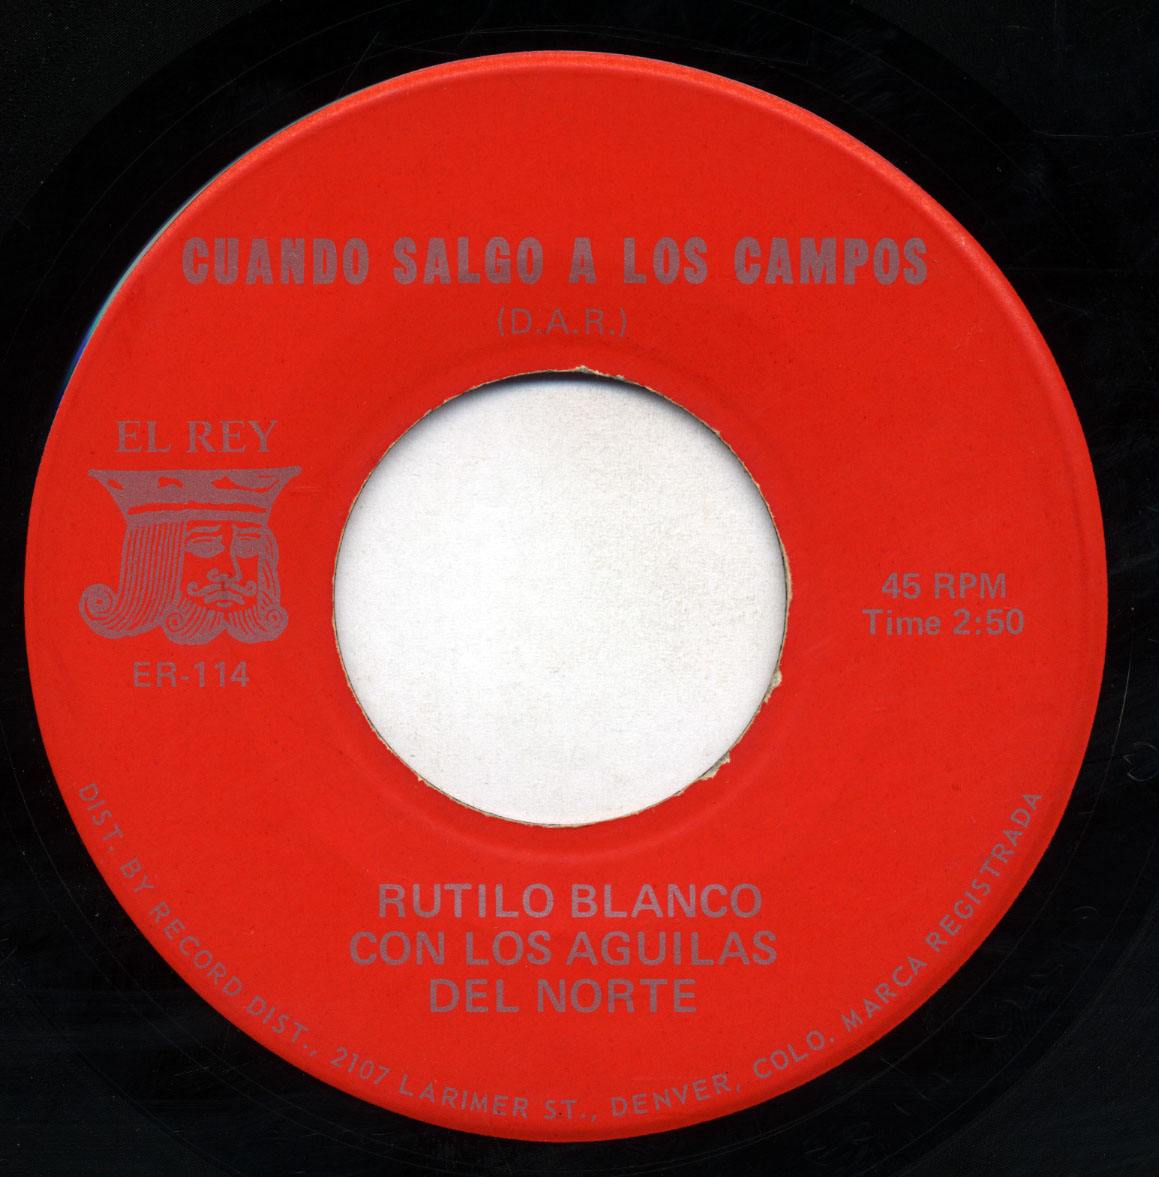 CUANDO SALGO A LOS CAMPOS
(D.A.R.)
EL REY
ER-114
45 RPM
Time 2:50
RUTILO BLANCO
CON LOS AGUILAS
DEL NORTE
DIST. BY RECORD DIST., 2107 LARIMER ST., DENVER, COLO. MARCA REGISTRADA